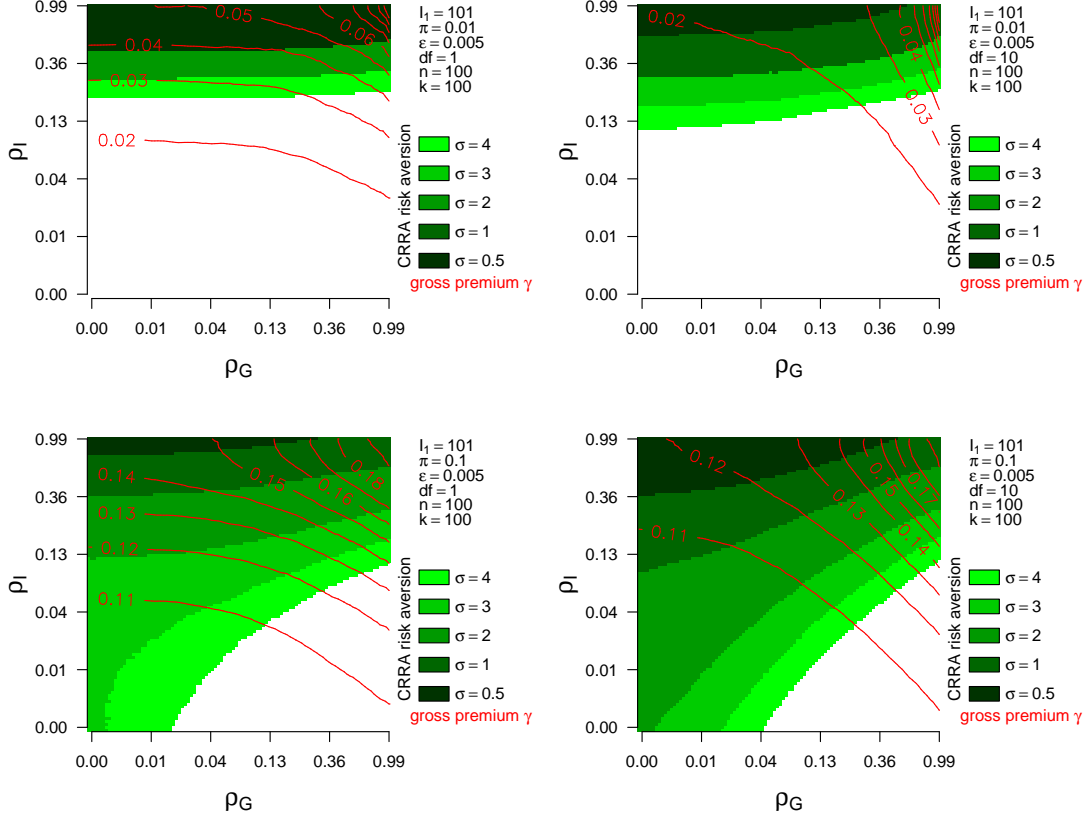 0.99
0.36
0.13
0.04
0.01
0.00
ρI
0.00
0.01
0.04
0.13
0.36
0.99
ρG
0.05
0.06
0.04
0.03
0.02
I1 = 101
π = 0.01
ε = 0.005
df = 1
n = 100
k = 100
CRRA risk aversion
σ = 4
σ = 3
σ = 2
σ = 1
σ = 0.5
gross premium γ
0.99
0.36
0.13
0.04
0.01
0.00
ρI
0.00
0.01
0.04
0.13
0.36
0.99
ρG
0.02
0.04
0.03
I1 = 101
π = 0.01
ε = 0.005
df = 10
n = 100
k = 100
CRRA risk aversion
σ = 4
σ = 3
σ = 2
σ = 1
σ = 0.5
gross premium γ
0.99
0.36
0.13
0.04
0.01
0.00
ρI
0.00
0.01
0.04
0.13
0.36
0.99
ρG
0.14
0.15
0.16
0.18
0.13
0.12
0.11
I1 = 101
π = 0.1
ε = 0.005
df = 1
n = 100
k = 100
CRRA risk aversion
σ = 4
σ = 3
σ = 2
σ = 1
σ = 0.5
gross premium γ
0.99
0.36
0.13
0.04
0.01
0.00
ρI
0.00
0.01
0.04
0.13
0.36
0.99
ρG
0.12
0.11
0.13
0.15
0.17
0.14
I1 = 101
π = 0.1
ε = 0.005
df = 10
n = 100
k = 100
CRRA risk aversion
σ = 4
σ = 3
σ = 2
σ = 1
σ = 0.5
gross premium γ